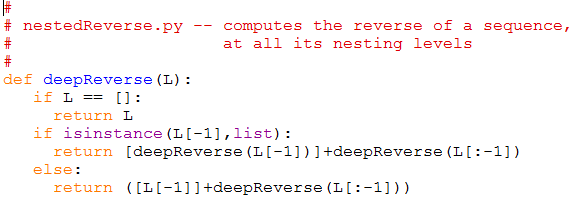 #
# nestedReverse.py -- computes the reverse of a sequence,
#                     at all its nesting levels
#
def deepReverse(L):
   if L == []:
     return L
   if isinstance(L[-1],list):
     return [deepReverse(L[-1])]+deepReverse(L[:-1])
   else:
     return ([L[-1]]+deepReverse(L[:-1]))